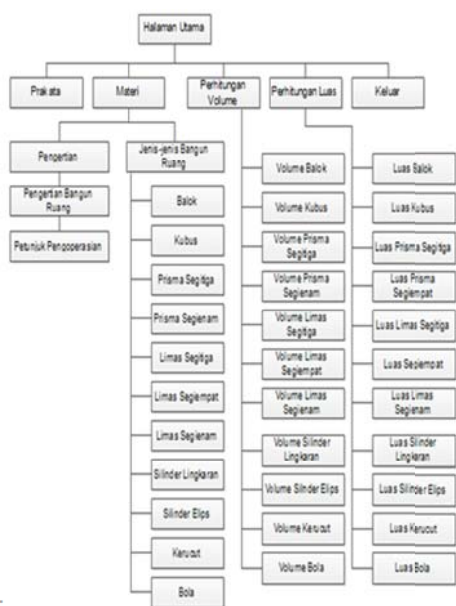 Halaman Utama
Prakata
Materi
Perhitungan
Volume
Perhitungan Luas
Keluar
Pengertian
Pengertian Bangun
Ruang
Petunjuk Pengoperasian
Jenis-jenis Bangun
Ruang
Balok
Kubus
Prisma Segitiga
Prisma Segienam
Limas Segitiga
Limas Segiempat
Limas Segienam
Silinder Lingkaran
Silinder Elips
Kerucut
Bola
Volume Balok
Volume Kubus
Volume Prisma
Segitiga
Volume Prisma
Segienam
Volume Limas
Segitiga
Volume Limas
Segiempat
Volume Limas
Segienam
Volume Silinder
Lingkaran
Volume Silinder Elips
Volume Kerucut
Volume Bola
Luas Balok
Luas Kubus
Luas Prisma Segitiga
Luas Prisma
Segiempat
Luas Limas Segitiga
Luas Segiempat
Luas Limas
Segienam
Luas Silinder
Lingkaran
Luas Silinder Elips
Luas Kerucut
Luas Bola